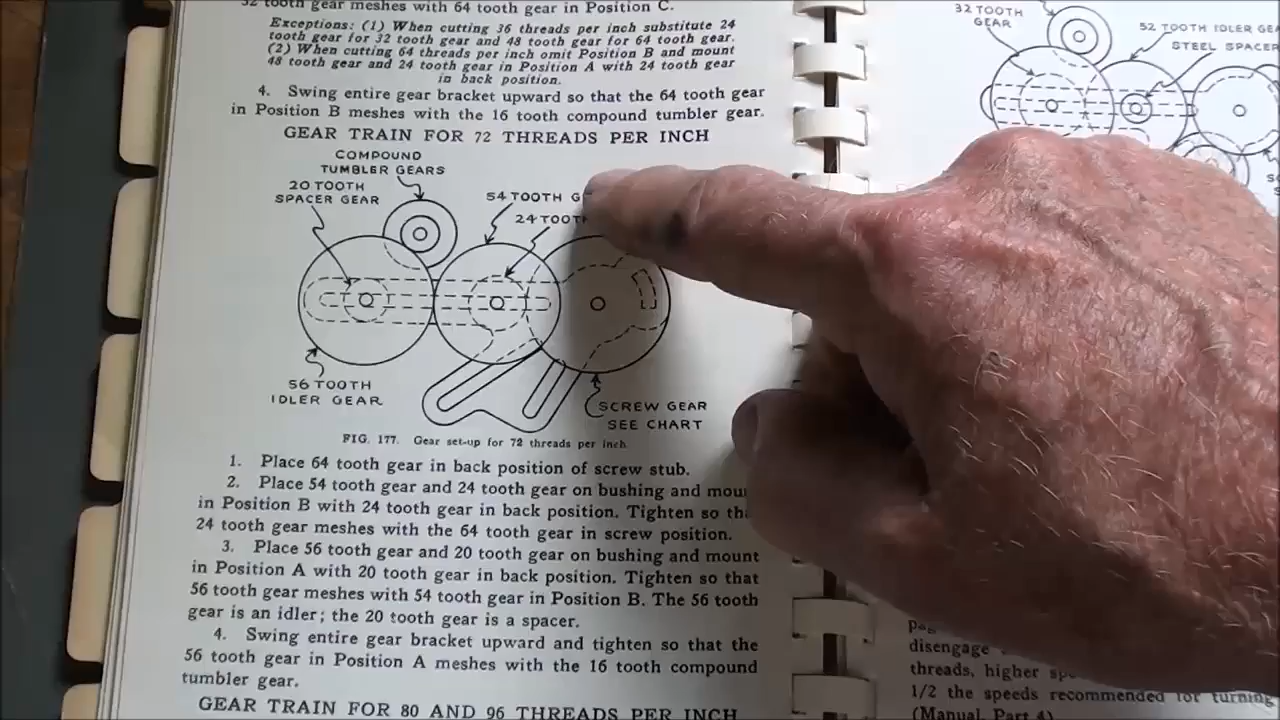 32 tooth gear meshes with 64 tooth gear in Position C.
Exceptions: (1) When cutting 36 threads per inch substitute 24
tooth gear for 32 tooth gear and 48 tooth gear for 64 tooth gear.
(2) When cutting 64 threads per inch omit Position B and mount
48 tooth gear and 24 tooth gear in Position A with 24 tooth gear
in back position.
4. Swing entire gear bracket upward so that the 64 tooth gear
in Position B meshes with the 16 tooth compound tumbler gear.
GEAR TRAIN FOR 72 THREADS PER INCH
COMPOUND
TUMBLER GEARS
20 TOOTH
SPACER GEAR
54 TOOTH
24 TOOTH
56 TOOTH
IDLER GEAR
SCREW GEAR
SEE CHART
FIG. 177. Gear set-up for 72 threads per inch
1. Place 64 tooth gear in back position of screw stub.
2. Place 54 tooth gear and 24 tooth gear on bushing and
in Position B with 24 tooth gear in back position. Tighten so
24 tooth gear meshes with the 64 tooth gear in screw position.
3. Place 56 tooth gear and 20 tooth gear on bushing and mount
in Position A with 20 tooth gear in back position. Tighten so that
56 tooth gear meshes with 54 tooth gear in Position B. The 56 tooth
gear is an idler; the 20 tooth gear is a spacer.
4. Swing entire gear bracket upward and tighten so that the
56 tooth gear in Position A meshes with the 16 tooth compound
tumbler gear.
GEAR TRAIN FOR 80 AND 96 THREADS PER INCH
32 TOOTH
GEAR
52 TOOTH IDLER
STEEL SPACER
disengage
threads, higher
1/2 the speeds recommended for turning
(Manual, Part 4)